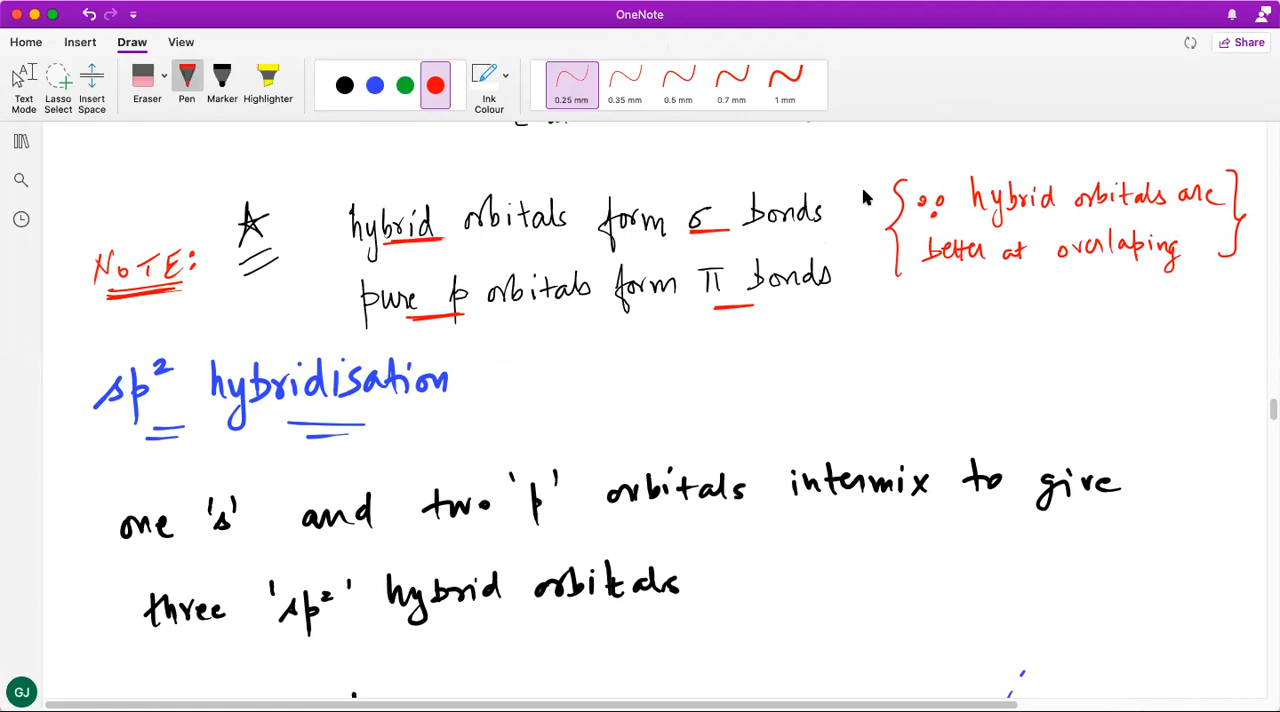 OneNote
Home Insert Draw View
Share
Text Mode
Lasso Select
Insert Space
Eraser
Pen
Marker
Highlighter
Ink Colour
0.25 mm
0.35 mm
0.5 mm
0.7 mm
1 mm
NOTE:
hybrid orbitals form σ bonds
pure p orbitals form π bonds
{ ∵ hybrid orbitals are
better at overlaping }
sp² hybridisation
one 's' and two 'p' orbitals intermix to give
three 'sp²' hybrid orbitals
GJ